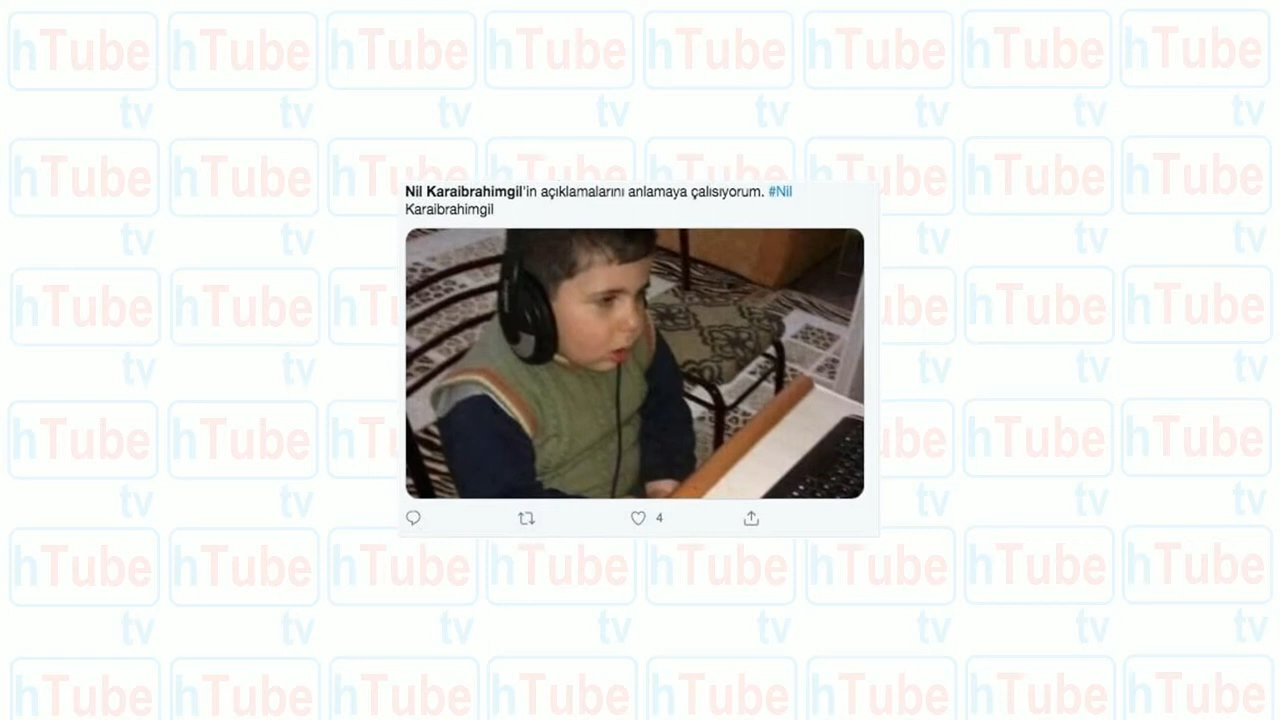 hTube
tv
Nil Karaibrahimgil'in açıklamalarını anlamaya çalısıyorum. #Nil
Karaibrahimgil
4